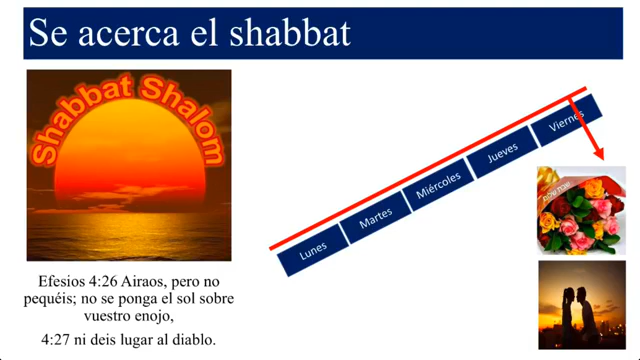 Se acerca el shabbat
Shabbat Shalom
Lunes
Martes
Miércoles
Jueves
Viernes
Efesios 4:26 Airaos, pero no
pequéis; no se ponga el sol sobre
vuestro enojo,
4:27 ni deis lugar al diablo.